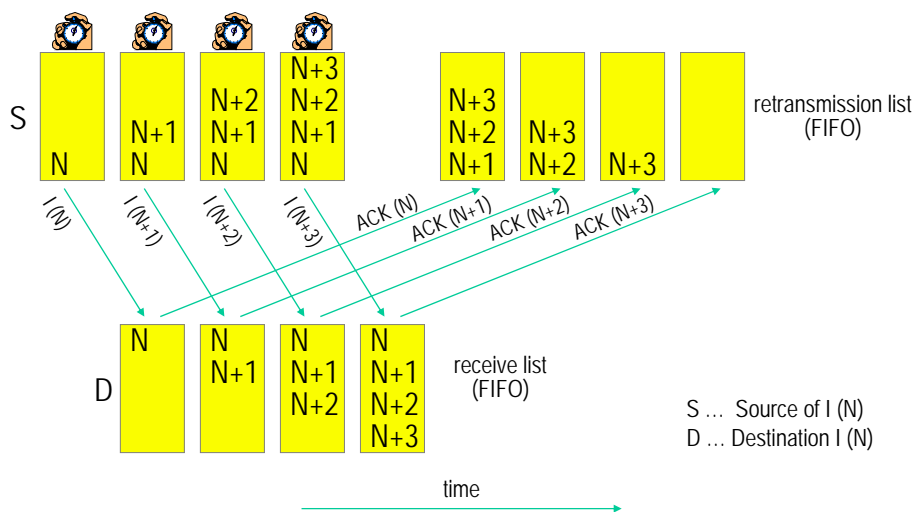 S
N
N+1
N
N+2
N+1
N
N+3
N+2
N+1
N
N+3
N+2
N+1
N+3
N+2
N+3
retransmission list
(FIFO)
I (N)
I (N+1)
I (N+2)
I (N+3)
ACK (N)
ACK (N+1)
ACK (N+2)
ACK (N+3)
D
N
N
N+1
N
N+1
N+2
N
N+1
N+2
N+3
receive list
(FIFO)
S ... Source of I (N)
D ... Destination I (N)
time